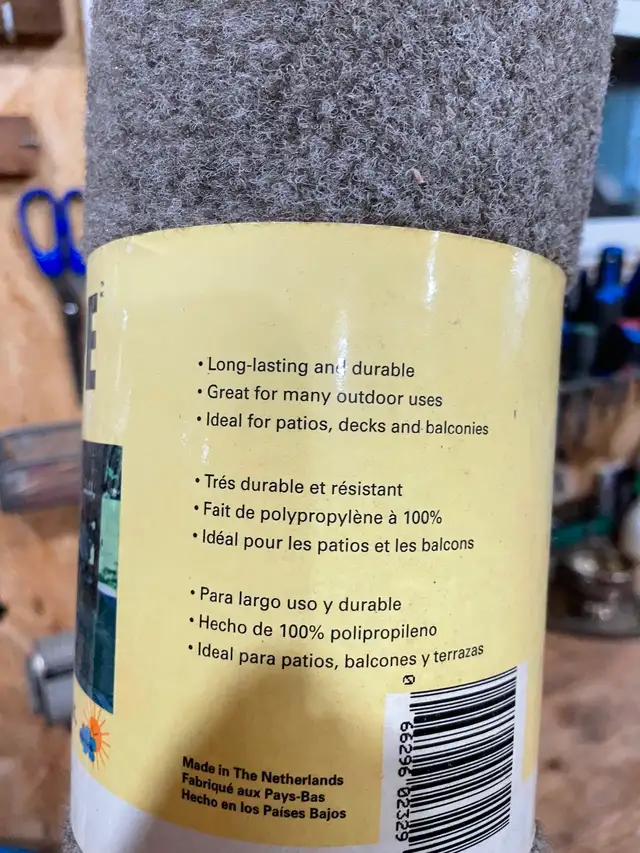 E
• Long-lasting and durable
• Great for many outdoor uses
• Ideal for patios, decks and balconies
• Trés durable et résistant
• Fait de polypropylène à 100%
• Idéal pour les patios et les balcons
• Para largo uso y durable
• Hecho de 100% polipropileno
• Ideal para patios, balcones y terrazas
Made in The Netherlands
Fabriqué aux Pays-Bas
Hecho en los Países Bajos
66296 02329